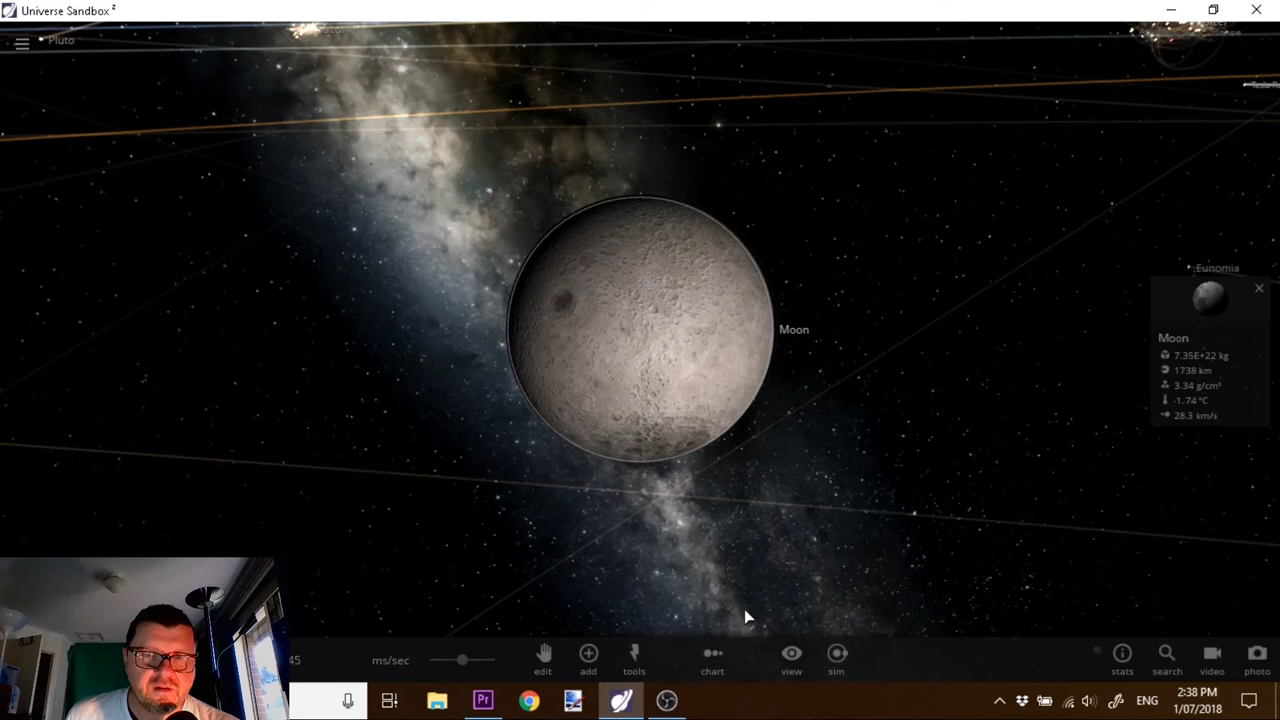 Universe Sandbox ²
Pluto
Moon
Eunomia
Moon
7.35E+22 kg
1738 km
3.34 g/cm³
-1.74 °C
28.3 km/s
45
ms/sec
edit
add
tools
chart
view
sim
stats
search
video
photo
Pr
ENG
2:38 PM
1/07/2018